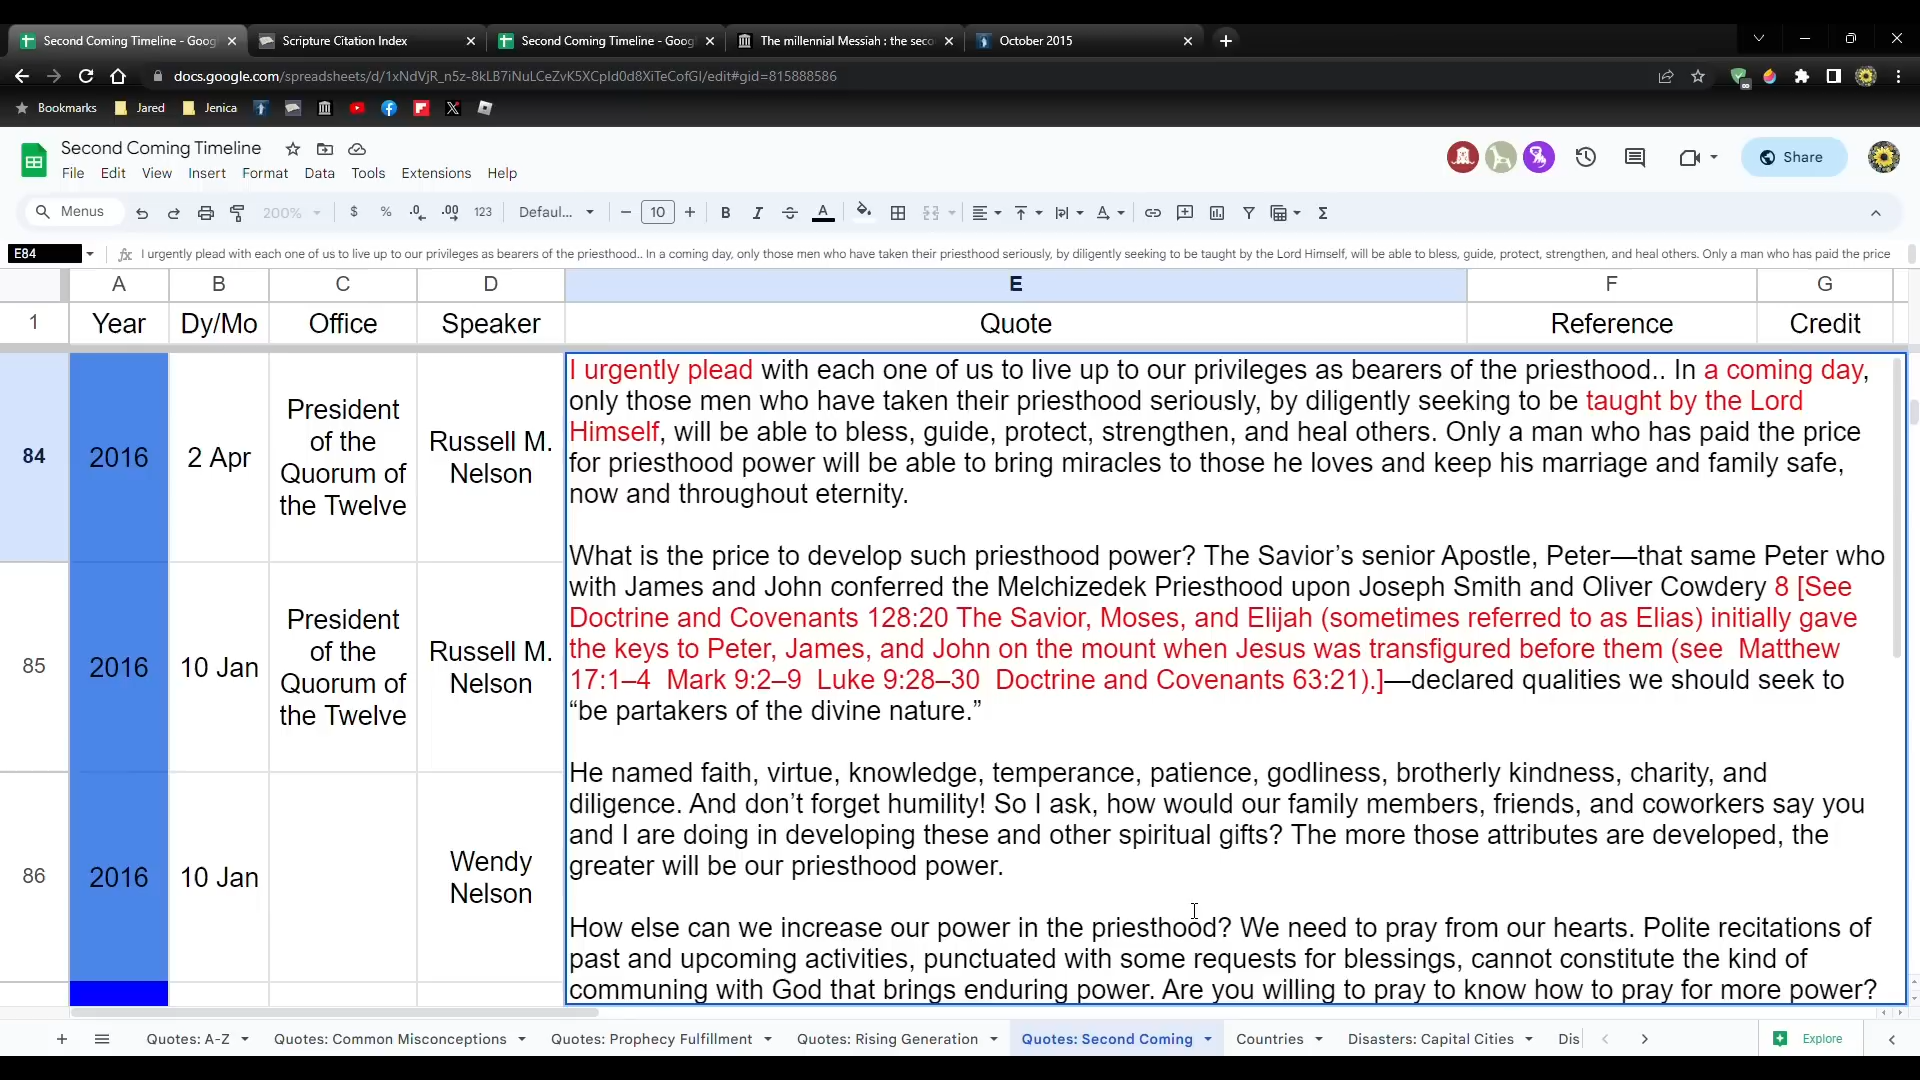 Second Coming Timeline - Goog
Scripture Citation Index
Second Coming Timeline - Goog
The millennial Messiah : the seco
October 2015
docs.google.com/spreadsheets/d/1xNdVjR_n5z-8kLB7iNuLCeZvK5XCpId0d8XiTeCofGI/edit#gid=815888586
Bookmarks
Jared
Jenica
Second Coming Timeline
Share
File Edit View Insert Format Data Tools Extensions Help
Menus 200% $ % .0 .00 123 Defaul... 10 B I A Σ
E84
fx I urgently plead with each one of us to live up to our privileges as bearers of the priesthood.. In a coming day, only those men who have taken their priesthood seriously, by diligently seeking to be taught by the Lord Himself, will be able to bless, guide, protect, strengthen, and heal others. Only a man who has paid the price
A B C D E F G
1 Year Dy/Mo Office Speaker Quote Reference Credit
84 2016 2 Apr
President
of the
Quorum of
the Twelve
Russell M.
Nelson
I urgently plead with each one of us to live up to our privileges as bearers of the priesthood.. In a coming day,
only those men who have taken their priesthood seriously, by diligently seeking to be taught by the Lord
Himself, will be able to bless, guide, protect, strengthen, and heal others. Only a man who has paid the price
for priesthood power will be able to bring miracles to those he loves and keep his marriage and family safe,
now and throughout eternity.
What is the price to develop such priesthood power? The Savior’s senior Apostle, Peter—that same Peter who
with James and John conferred the Melchizedek Priesthood upon Joseph Smith and Oliver Cowdery 8 [See
Doctrine and Covenants 128:20 The Savior, Moses, and Elijah (sometimes referred to as Elias) initially gave
the keys to Peter, James, and John on the mount when Jesus was transfigured before them (see Matthew
17:1–4 Mark 9:2–9 Luke 9:28–30 Doctrine and Covenants 63:21).]—declared qualities we should seek to
“be partakers of the divine nature.”
He named faith, virtue, knowledge, temperance, patience, godliness, brotherly kindness, charity, and
diligence. And don’t forget humility! So I ask, how would our family members, friends, and coworkers say you
and I are doing in developing these and other spiritual gifts? The more those attributes are developed, the
greater will be our priesthood power.
How else can we increase our power in the priesthood? We need to pray from our hearts. Polite recitations of
past and upcoming activities, punctuated with some requests for blessings, cannot constitute the kind of
communing with God that brings enduring power. Are you willing to pray to know how to pray for more power?
85 2016 10 Jan
President
of the
Quorum of
the Twelve
Russell M.
Nelson
86 2016 10 Jan
Wendy
Nelson
Quotes: A-Z
Quotes: Common Misconceptions
Quotes: Prophecy Fulfillment
Quotes: Rising Generation
Quotes: Second Coming
Countries
Disasters: Capital Cities
Dis
Explore